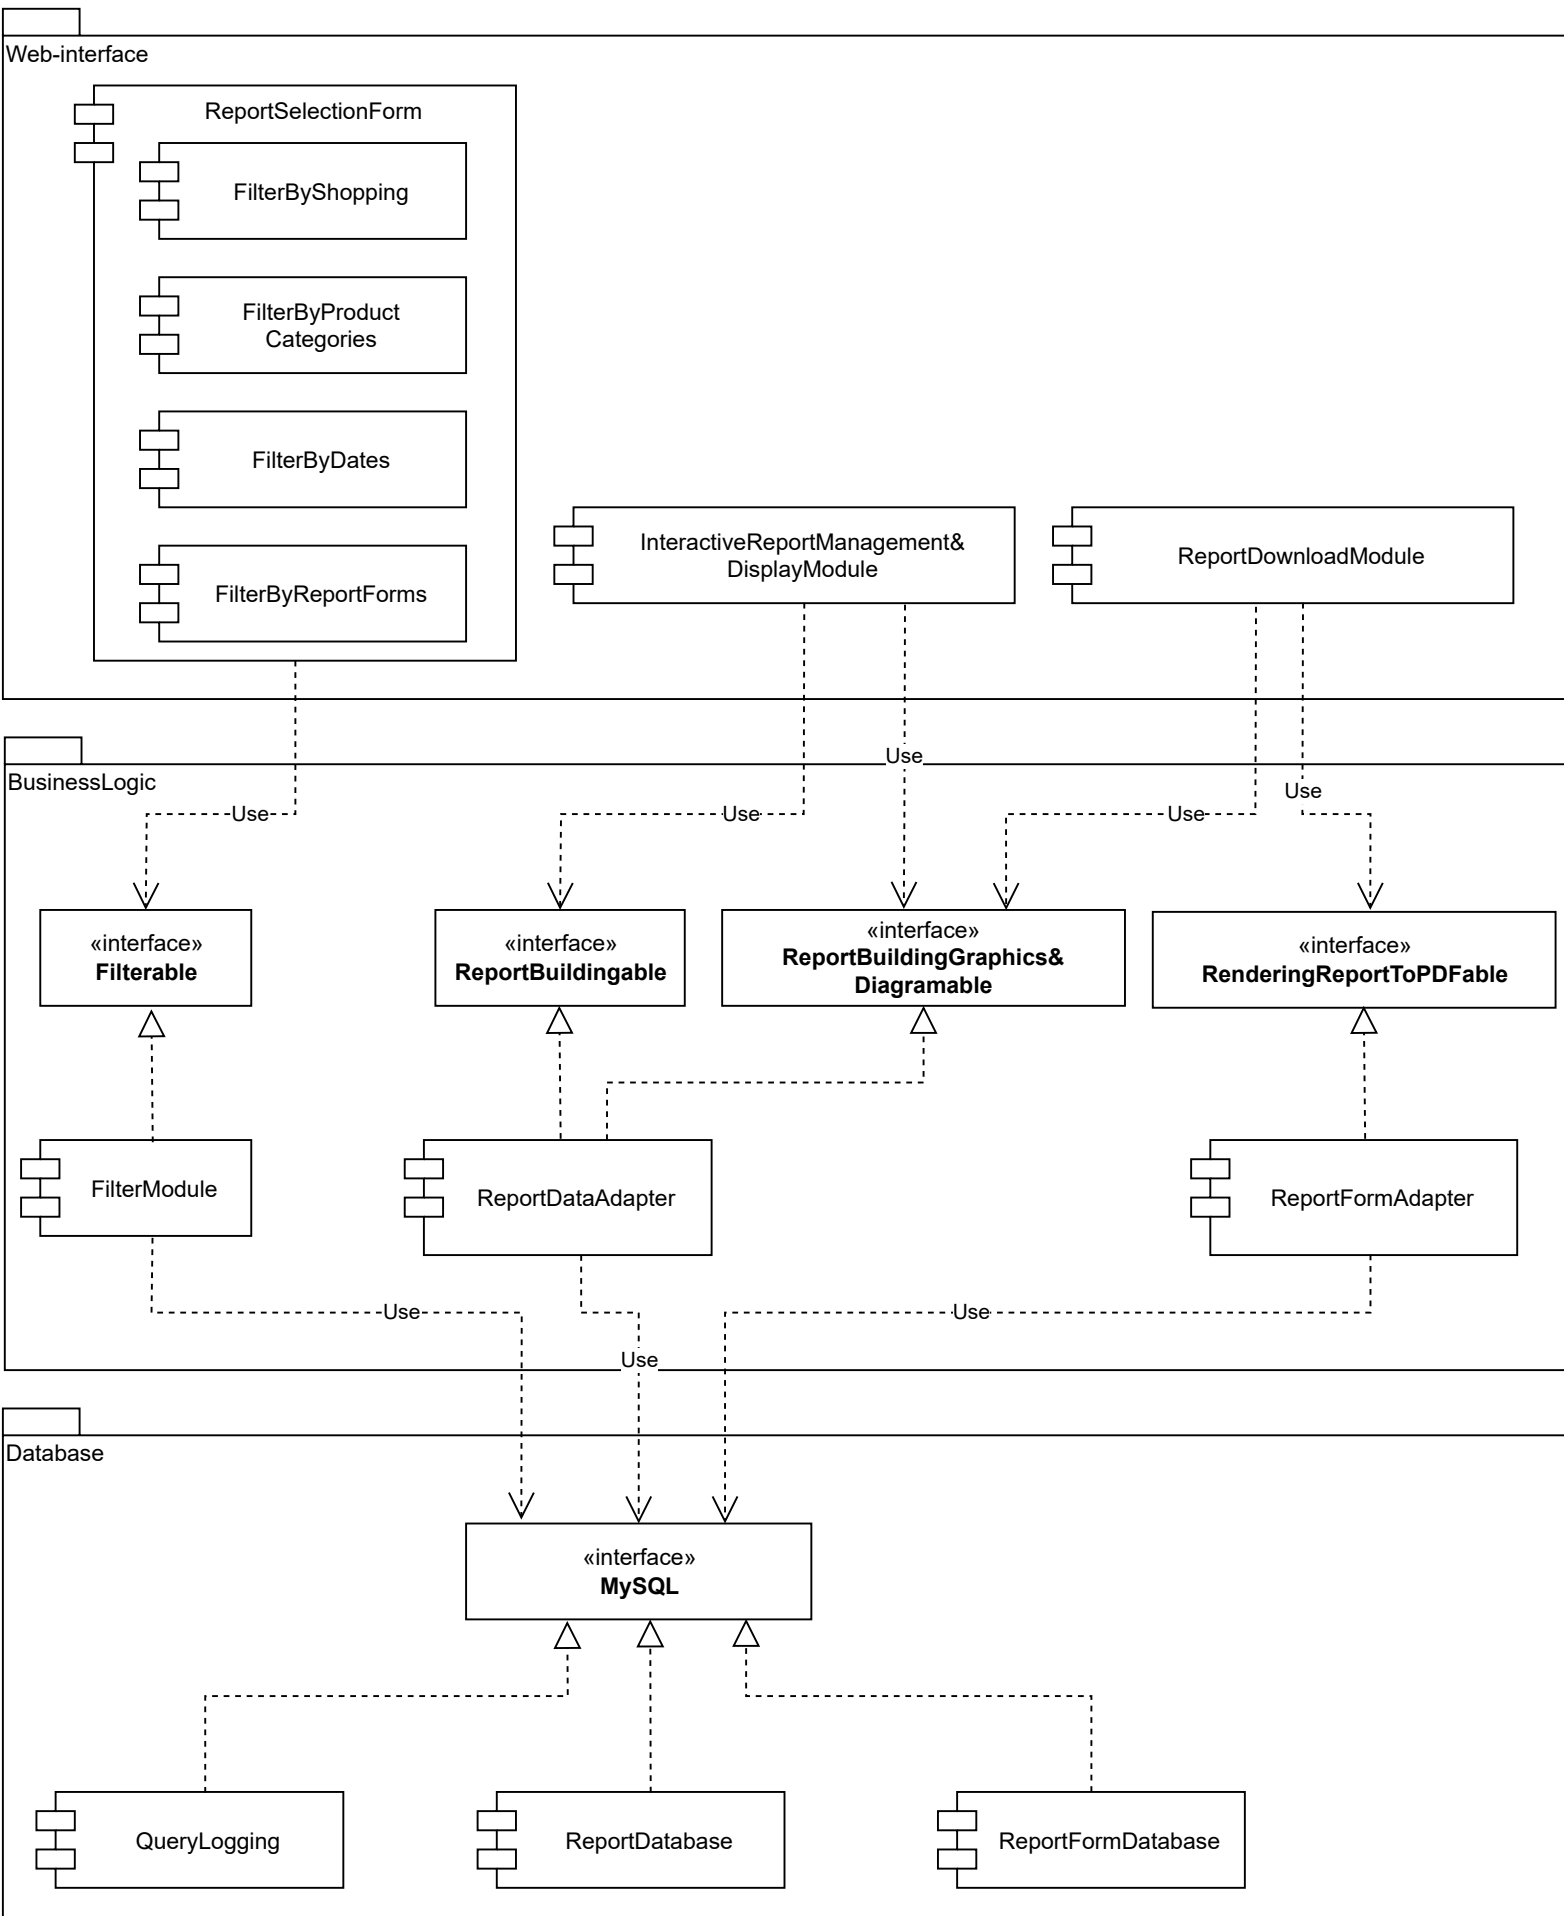 Web-interface
ReportSelectionForm
FilterByShopping
FilterByProduct
Categories
FilterByDates
FilterByReportForms
InteractiveReportManagement&
DisplayModule
ReportDownloadModule
Use
BusinessLogic
Use
Use
Use
Use
«interface»
Filterable
«interface»
ReportBuildingable
«interface»
ReportBuildingGraphics&
Diagramable
«interface»
RenderingReportToPDFable
FilterModule
ReportDataAdapter
ReportFormAdapter
Use
Use
Use
Database
«interface»
MySQL
QueryLogging
ReportDatabase
ReportFormDatabase